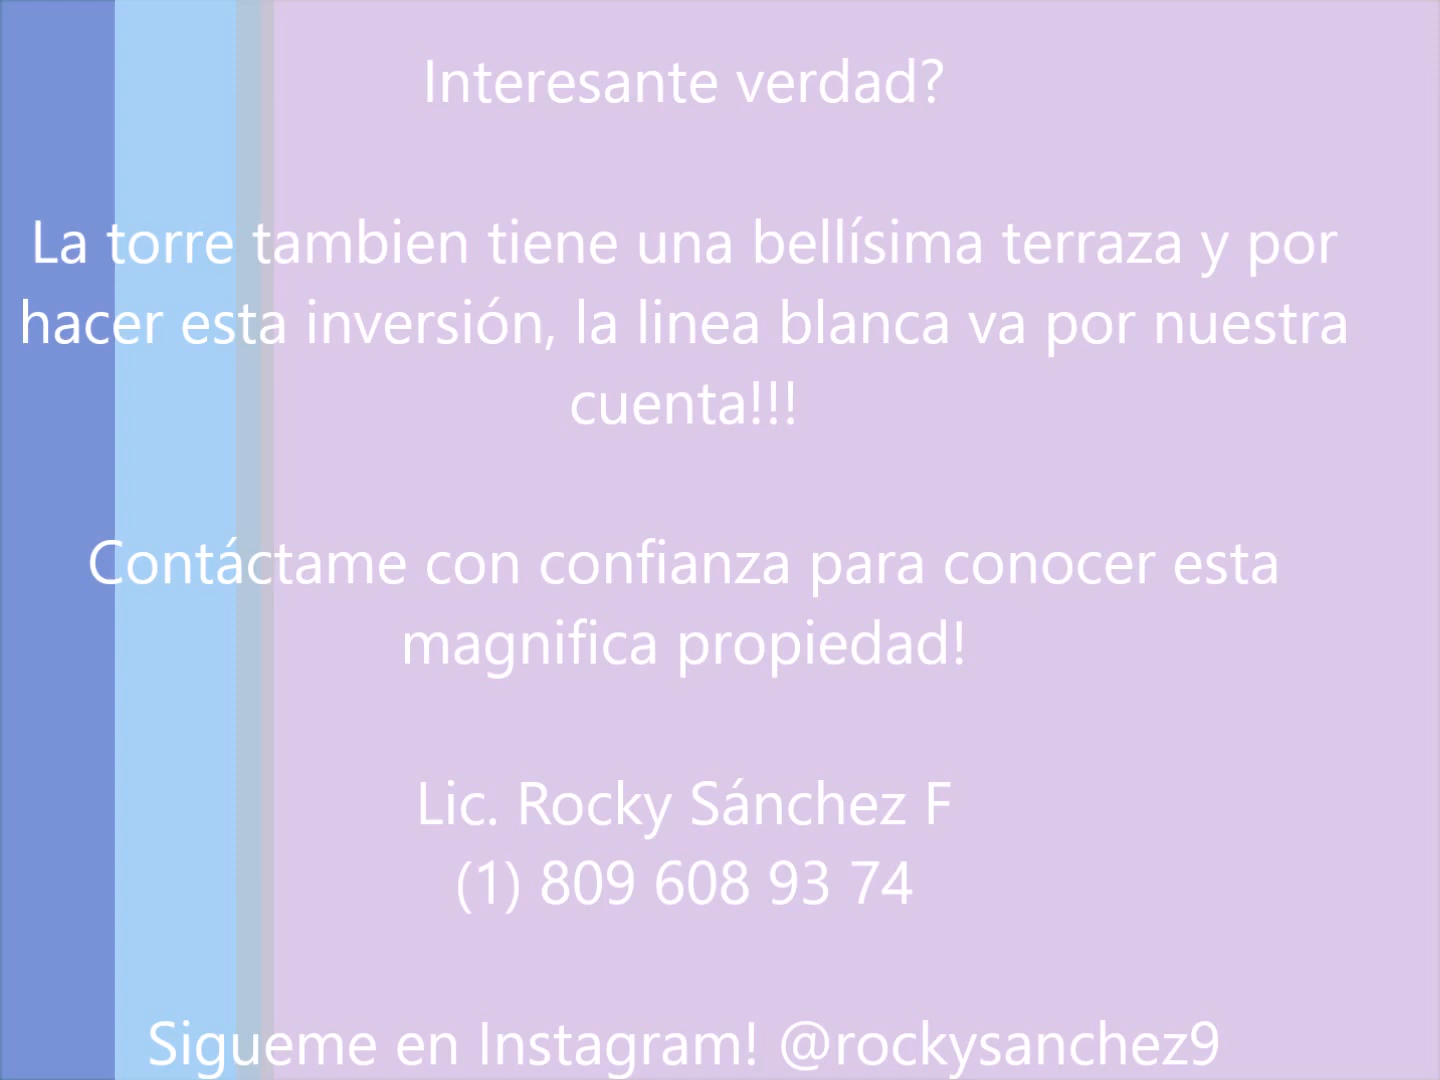 Interesante verdad?
La torre tambien tiene una bellísima terraza y por
hacer esta inversión, la linea blanca va por nuestra
cuenta!!!
Contáctame con confianza para conocer esta
magnifica propiedad!
Lic. Rocky Sánchez F
(1) 809 608 93 74
Sigueme en Instagram! @rockysanchez9